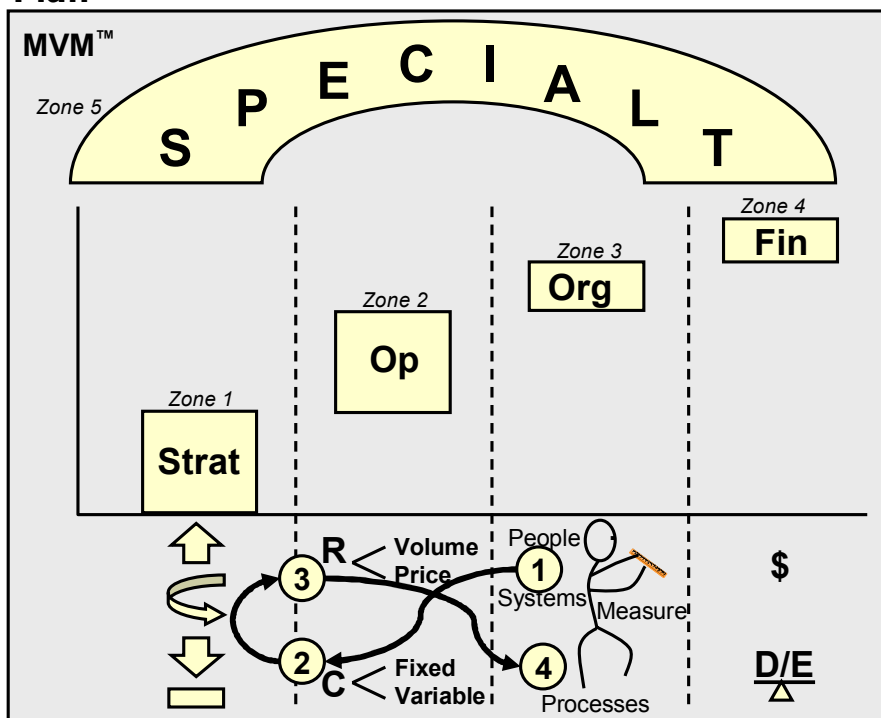 MVM™
Zone 5
S P E C I A L T
Zone 4
Fin
Zone 3
Org
Zone 2
Op
Zone 1
Strat
R
Volume
Price
3
People
1
Systems
Measure
$
2
C
Fixed
Variable
4
Processes
D/E